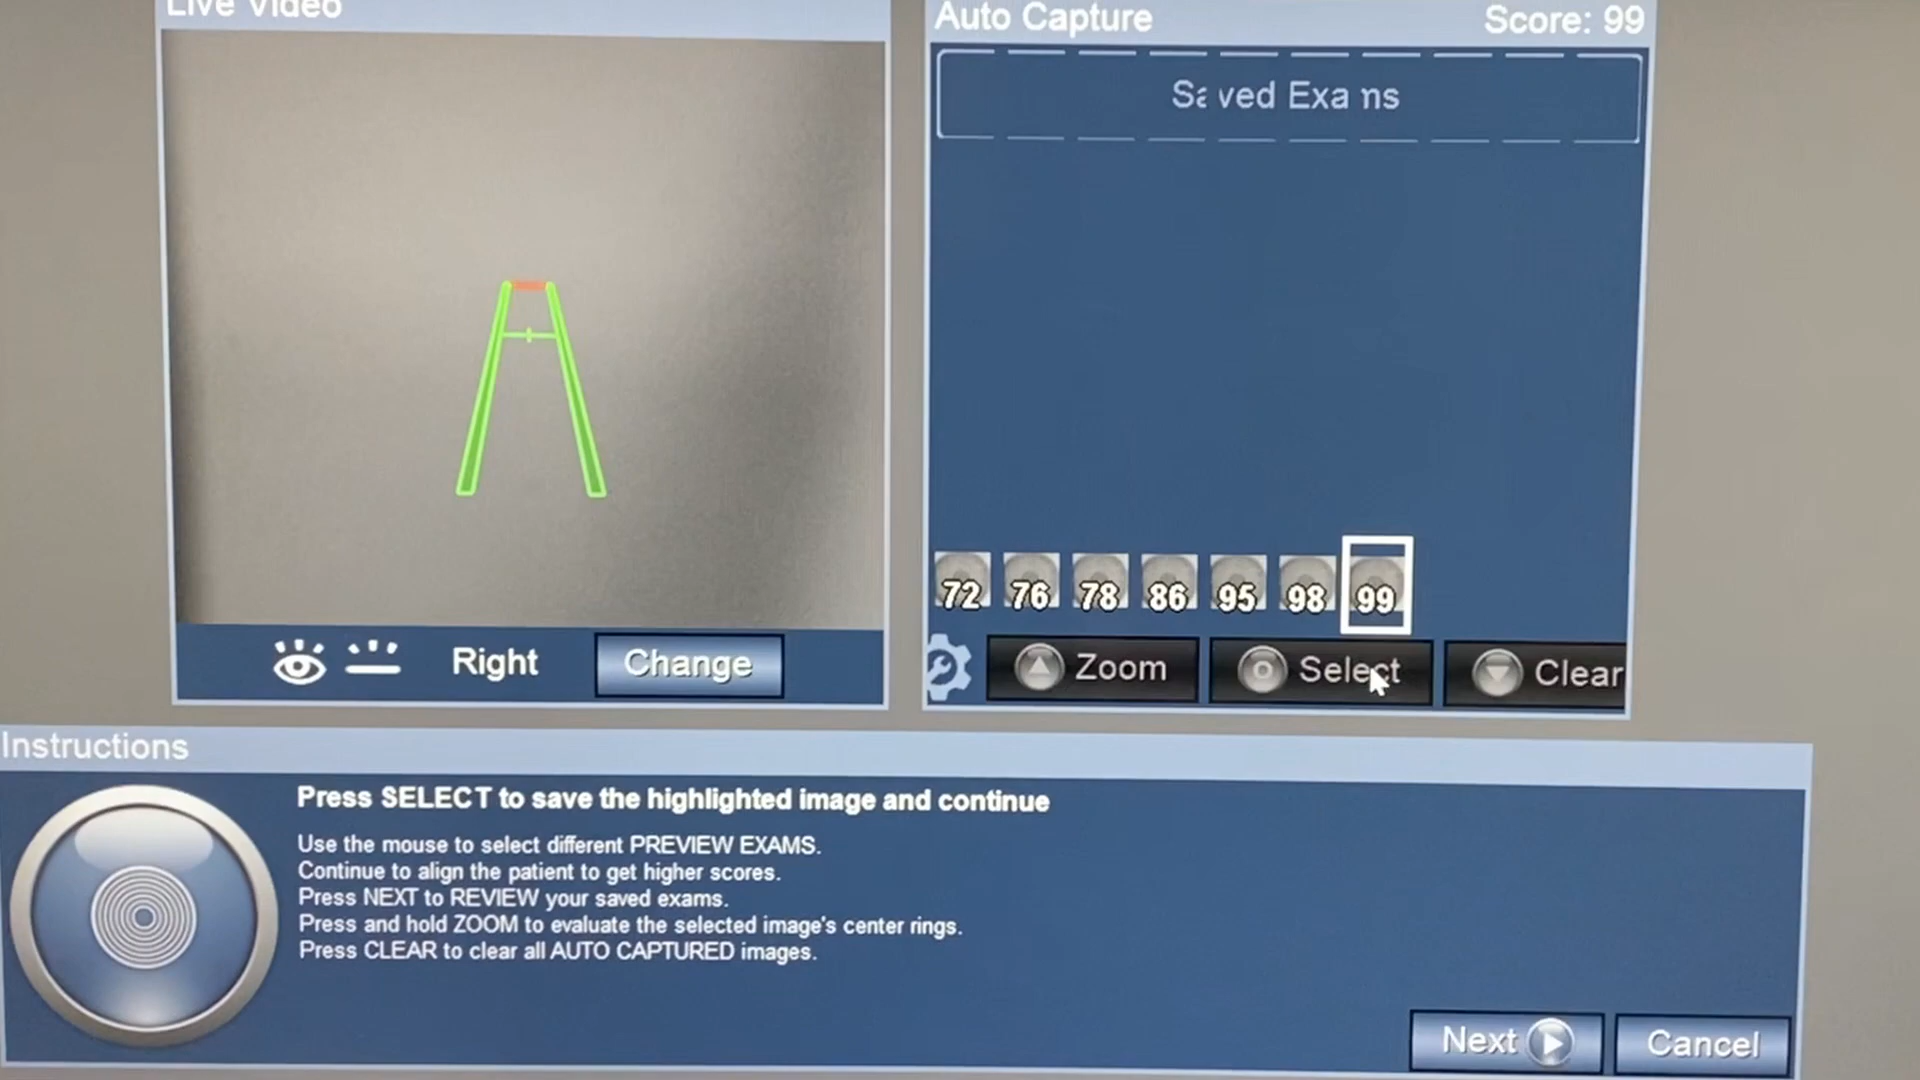 Live Video
Auto Capture
Score: 99
Saved Exams
72 76 78 86 95 98 99
Right
Change
Zoom
Select
Clear
Instructions
Press SELECT to save the highlighted image and continue
Use the mouse to select different PREVIEW EXAMS.
Continue to align the patient to get higher scores.
Press NEXT to REVIEW your saved exams.
Press and hold ZOOM to evaluate the selected image's center rings.
Press CLEAR to clear all AUTO CAPTURED images.
Next
Cancel